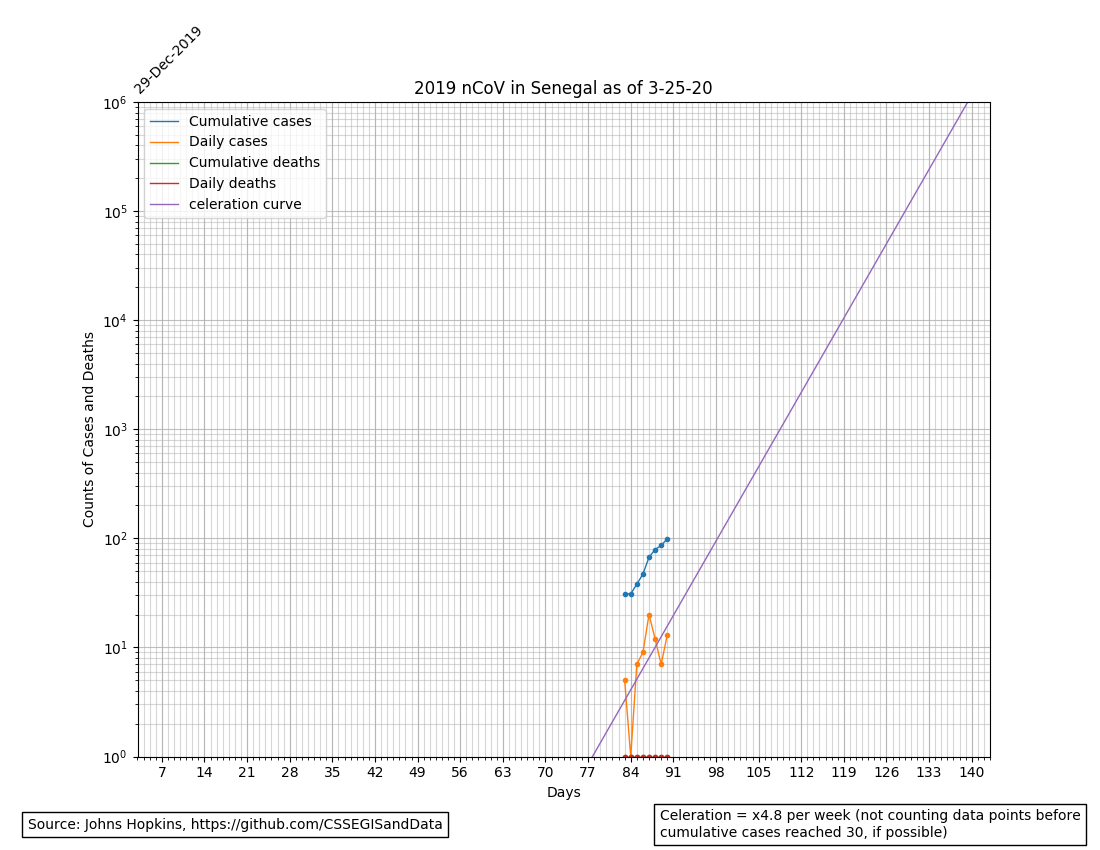 29-Dec-2019
2019 nCoV in Senegal as of 3-25-20
Cumulative cases
Daily cases
Cumulative deaths
Daily deaths
celeration curve
Counts of Cases and Deaths
10^6
10^5
10^4
10^3
10^2
10^1
10^0
7 14 21 28 35 42 49 56 63 70 77 84 91 98 105 112 119 126 133 140
Days
Source: Johns Hopkins, https://github.com/CSSEGISandData
Celeration = x4.8 per week (not counting data points before
cumulative cases reached 30, if possible)